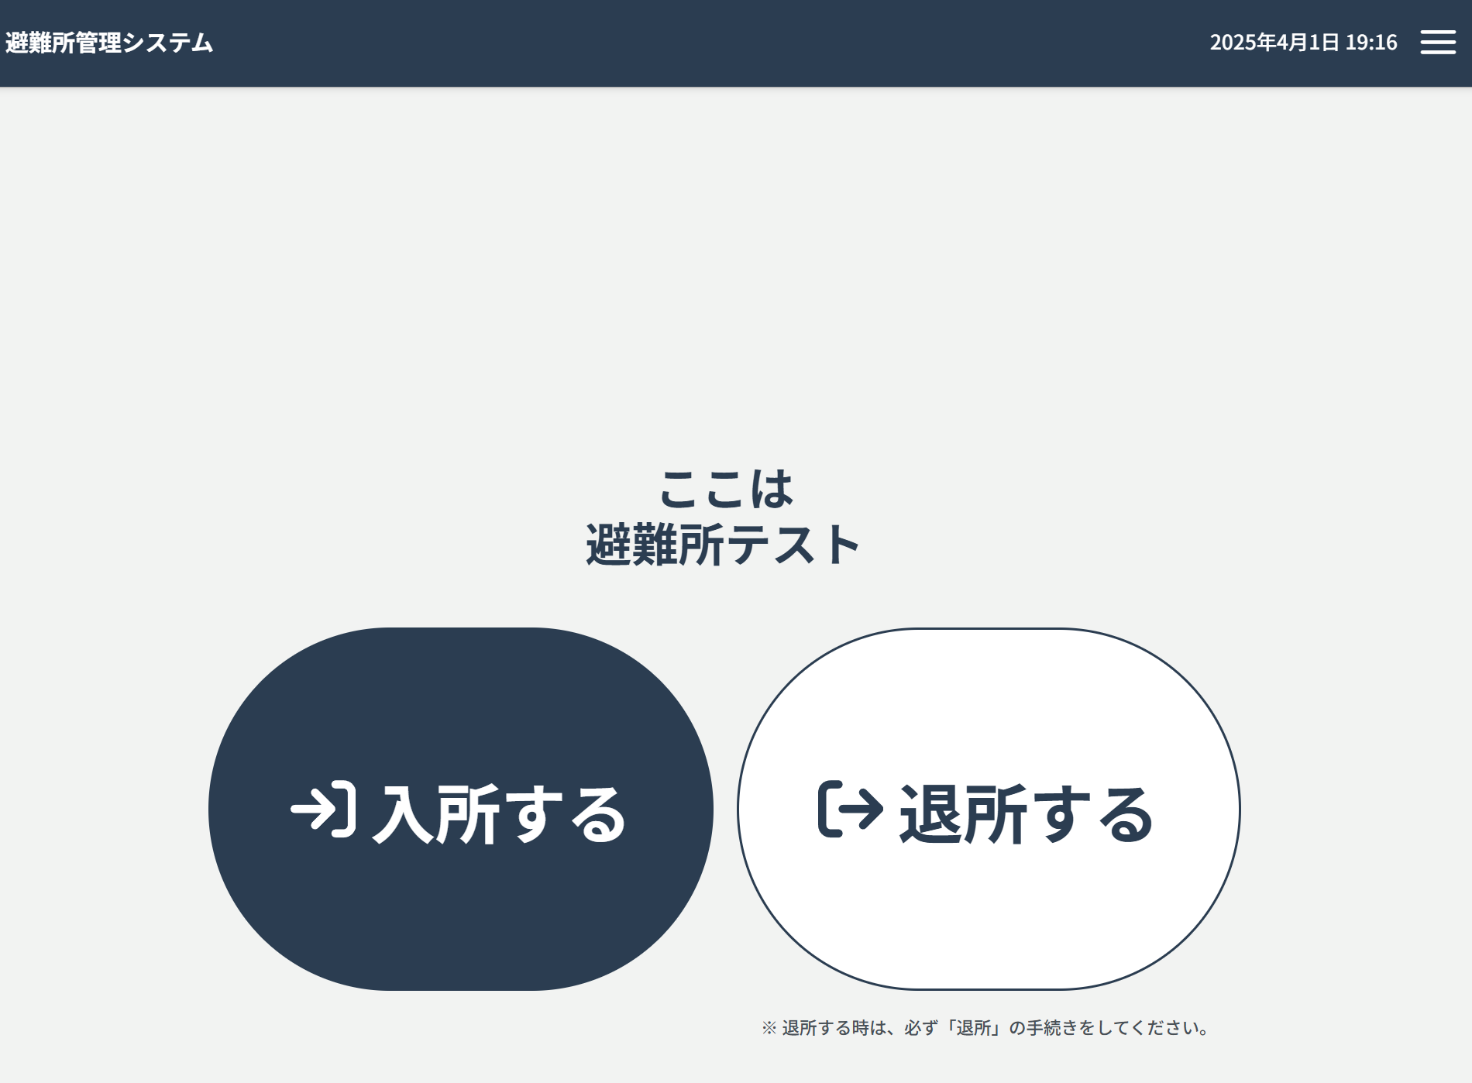 避難所管理システム
2025年4月1日 19:16
ここは
避難所テスト
入所する
退所する
※ 退所する時は、必ず「退所」の手続きをしてください。